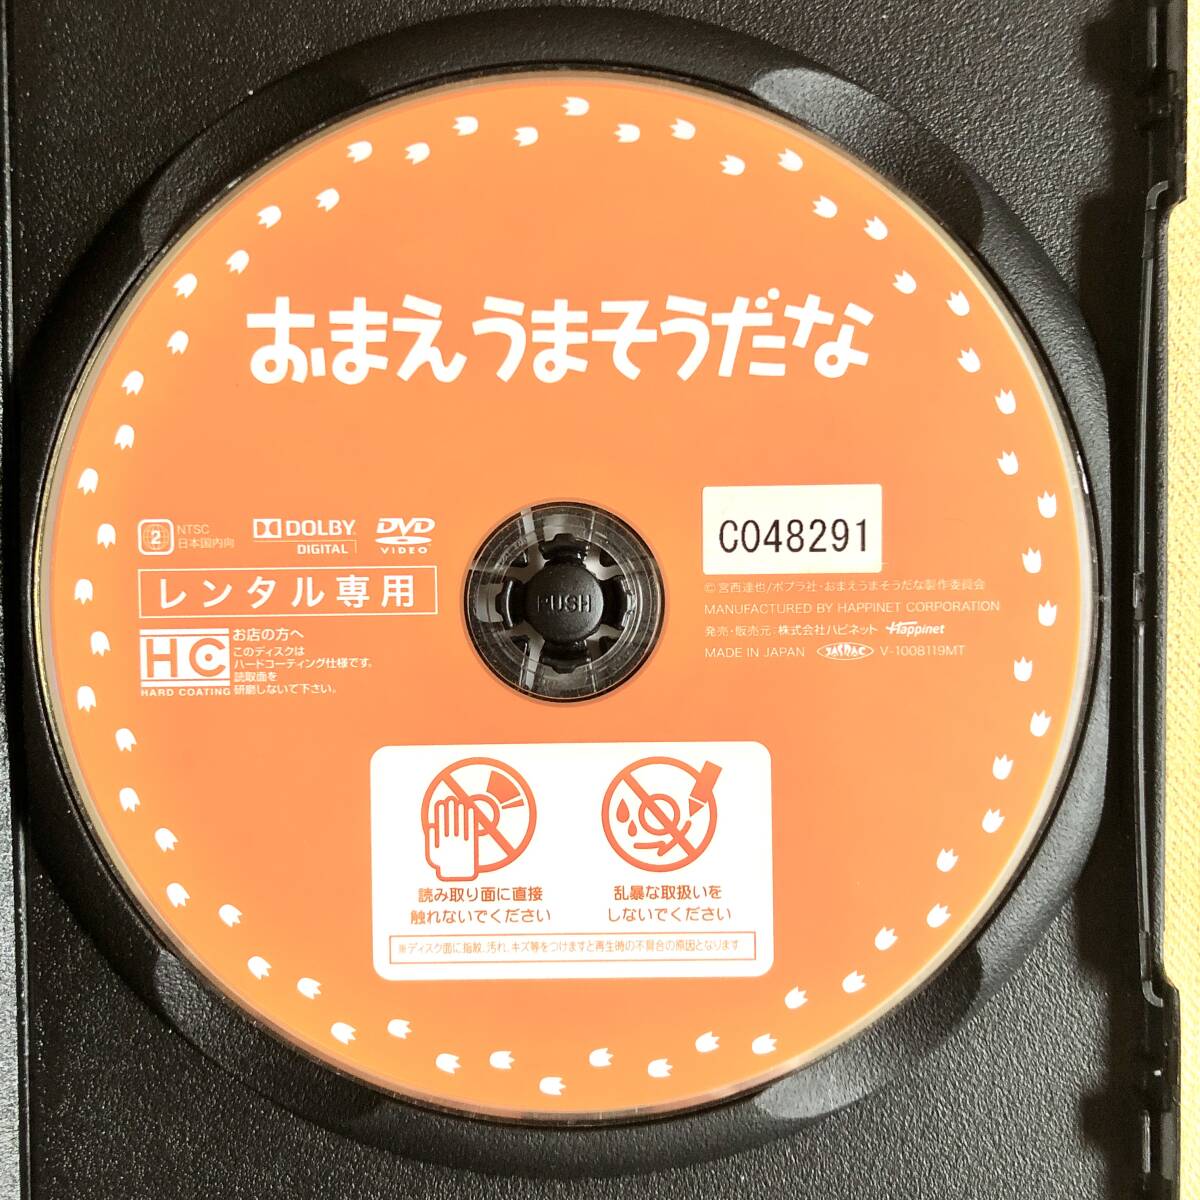 おまえうまそうだな
2
NTSC
日本国内向
DOLBY
DIGITAL
DVD
VIDEO
レンタル専用
HC
HARD COATING
お店の方へ
このディスクは
ハードコーティング仕様です。
読取面を
研磨しないで下さい。
PUSH
C048291
©宮西達也/ポプラ社・おまえうまそうだな製作委員会
MANUFACTURED BY HAPPINET CORPORATION
発売・販売元:株式会社ハピネット Happinet
MADE IN JAPAN JASRAC V-1008119MT
読み取り面に直接
触れないでください
乱暴な取扱いを
しないでください
※ディスク面に指紋、汚れ、キズ等をつけますと再生時の不具合の原因となります